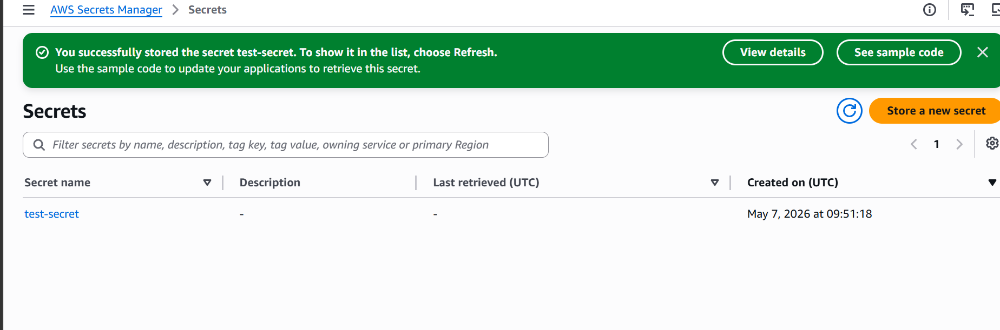 AWS Secrets Manager > Secrets
You successfully stored the secret test-secret. To show it in the list, choose Refresh.
Use the sample code to update your applications to retrieve this secret.
View details
See sample code
Secrets
Store a new secret
Filter secrets by name, description, tag key, tag value, owning service or primary Region
1
Secret name Description Last retrieved (UTC) Created on (UTC)
test-secret - - May 7, 2026 at 09:51:18